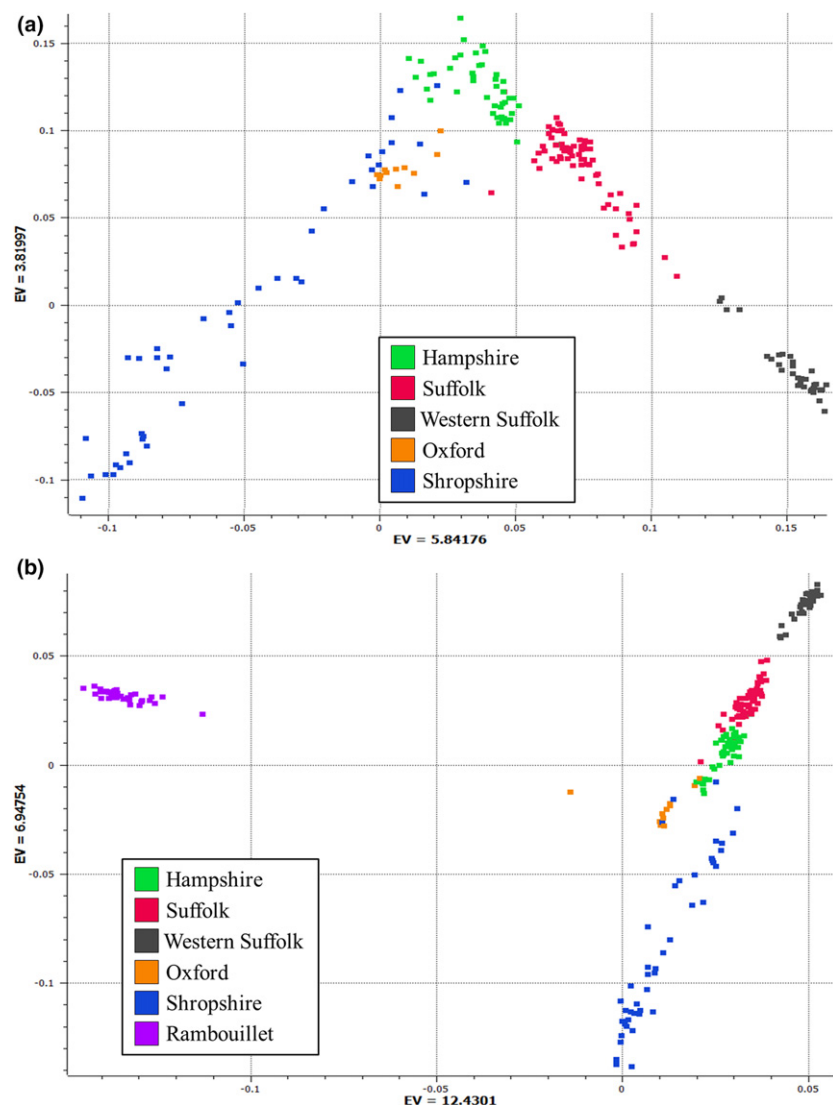 (a)
0.15
0.1
0.05
0
-0.05
-0.1
EV = 3.81997
Hampshire
Suffolk
Western Suffolk
Oxford
Shropshire
-0.1
-0.05
0
0.05
0.1
0.15
EV = 5.84176
(b)
0.05
0
-0.05
-0.1
EV = 6.94754
Hampshire
Suffolk
Western Suffolk
Oxford
Shropshire
Rambouillet
-0.1
-0.05
0
0.05
EV = 12.4301